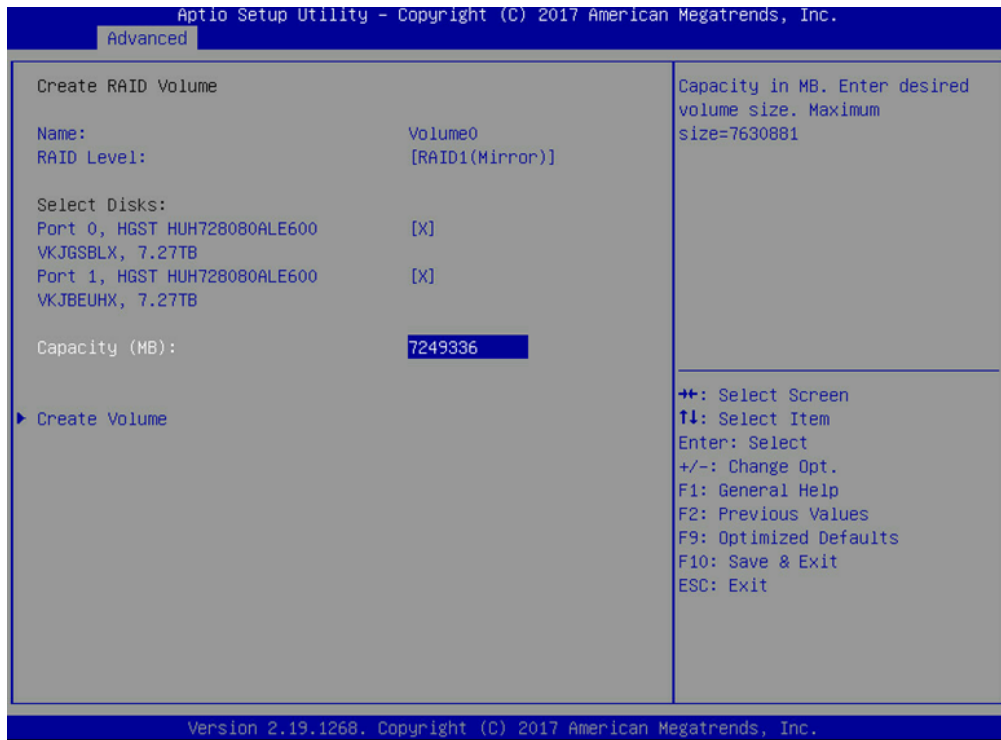 Aptio Setup Utility – Copyright (C) 2017 American Megatrends, Inc.
Advanced
Create RAID Volume
Name: Volume0
RAID Level: [RAID1(Mirror)]
Select Disks:
Port 0, HGST HUH728080ALE600 [X]
VKJGSBLX, 7.27TB
Port 1, HGST HUH728080ALE600 [X]
VKJBEUHX, 7.27TB
Capacity (MB): 7249336
▶ Create Volume
Capacity in MB. Enter desired
volume size. Maximum
size=7630881
→←: Select Screen
↑↓: Select Item
Enter: Select
+/-: Change Opt.
F1: General Help
F2: Previous Values
F9: Optimized Defaults
F10: Save & Exit
ESC: Exit
Version 2.19.1268. Copyright (C) 2017 American Megatrends, Inc.